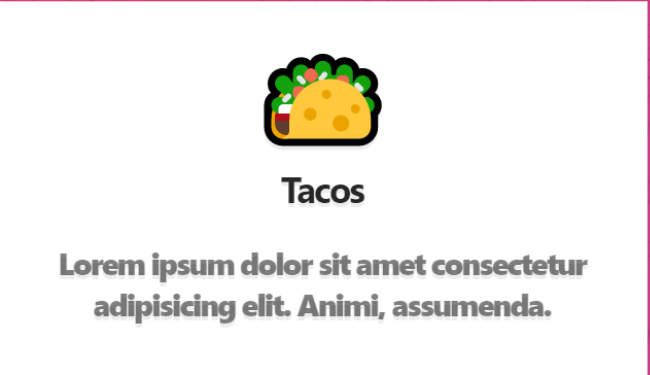 Tacos
Lorem ipsum dolor sit amet consectetur
adipisicing elit. Animi, assumenda.